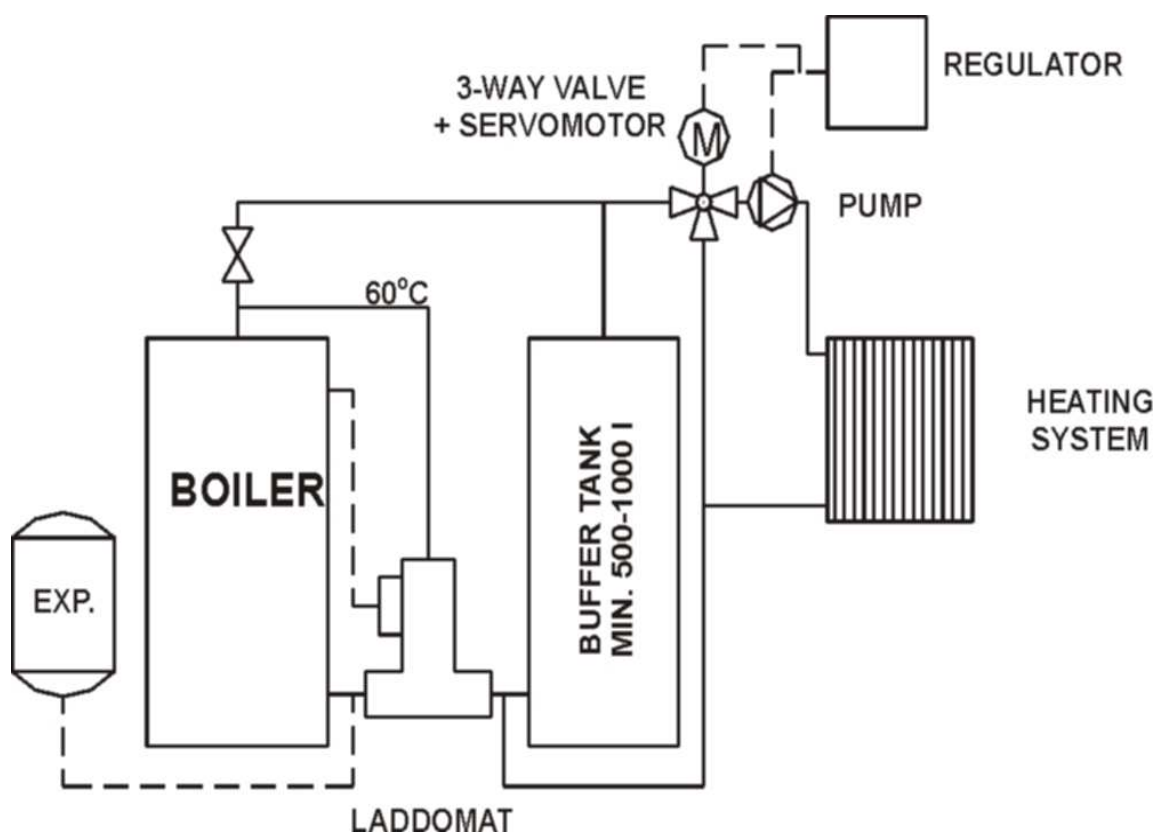 REGULATOR
3-WAY VALVE
+ SERVOMOTOR
M
PUMP
60°C
HEATING
SYSTEM
BOILER
BUFFER TANK
MIN. 500-1000 l
EXP.
LADDOMAT